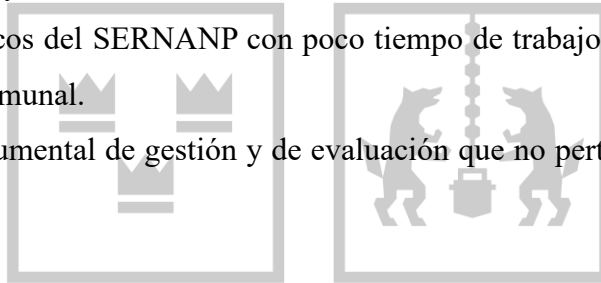 cos del SERNANP con poco tiempo de trabajo
munal.
umental de gestión y de evaluación que no pert